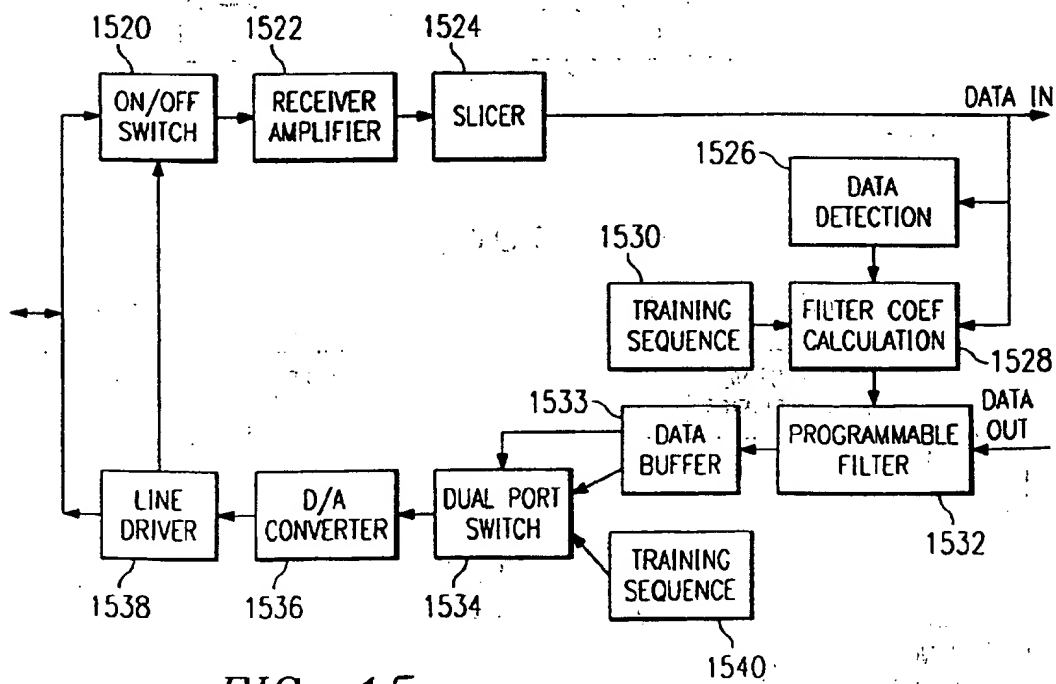 1520
1522
1524
ON/OFF
SWITCH
RECEIVER
AMPLIFIER
SLICER
DATA IN
1526
DATA
DETECTION
1530
TRAINING
SEQUENCE
FILTER COEF
CALCULATION
1528
1533
DATA
BUFFER
PROGRAMMABLE
FILTER
DATA
OUT
LINE
DRIVER
D/A
CONVERTER
DUAL PORT
SWITCH
1532
TRAINING
SEQUENCE
1538
1536
1534
1540
FIG. 15